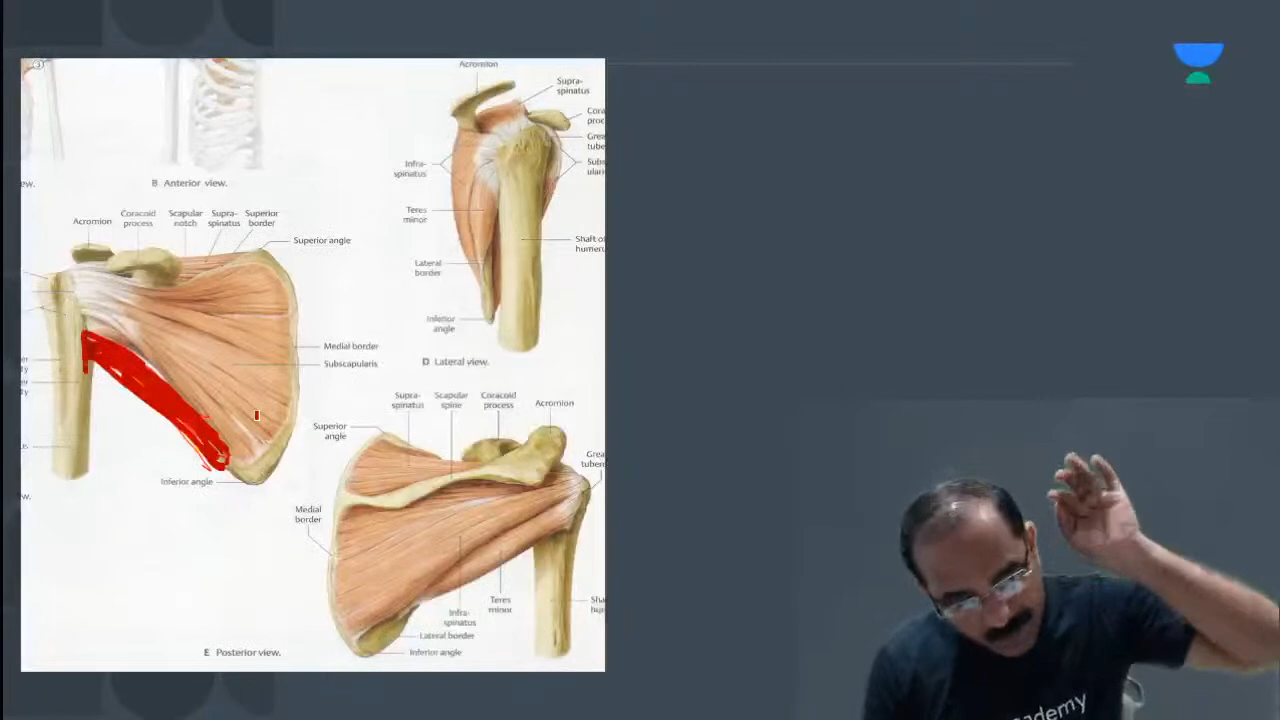 Acromion
Supra-
spinatus
Infra-
spinatus
Teres
minor
Shaft of
Lateral
border
Inferior
angle
D Lateral view.
B Anterior view.
Acromion
Coracoid
process
Scapular
notch
Supra-
spinatus
Superior
border
Superior angle
Medial border
Subscapularis
Inferior angle
Supra-
spinatus
Scapular
spine
Coracoid
process
Acromion
Superior
angle
Medial
border
Infra-
spinatus
Teres
minor
Lateral border
Inferior angle
E Posterior view.
ademy